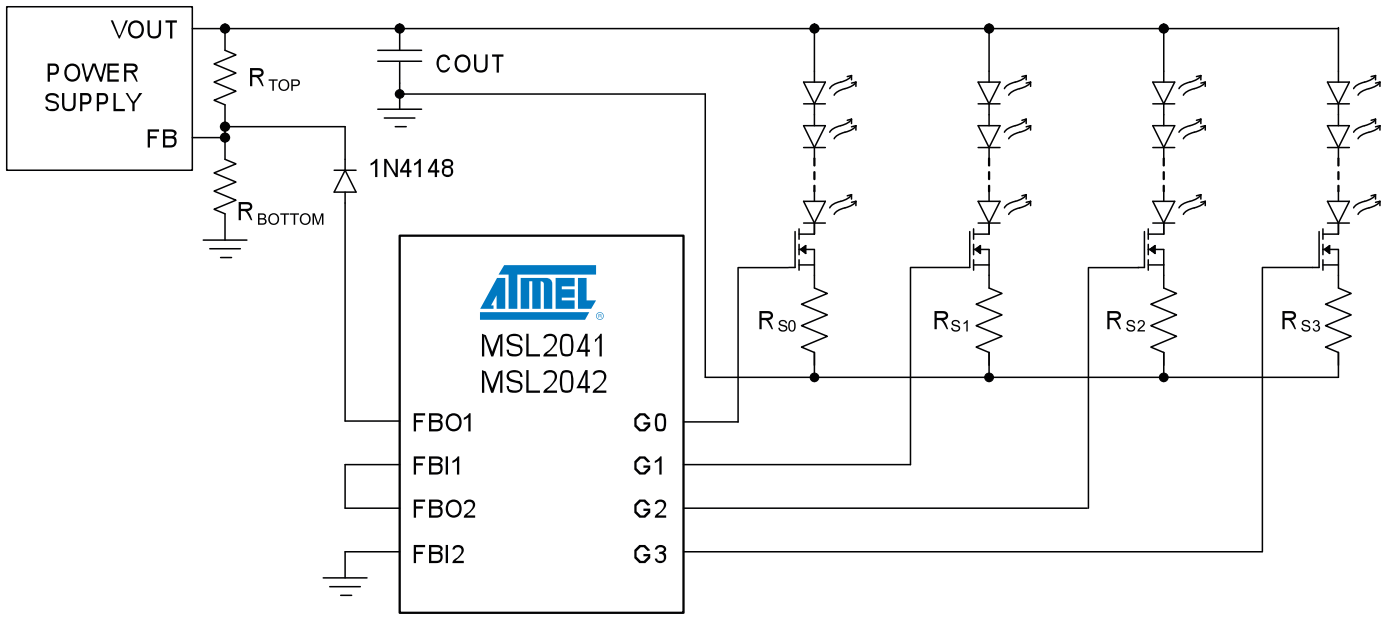 VOUT
POWER
SUPPLY
FB
RTOP
RBOTTOM
COUT
1N4148
ATMEL®
MSL2041
MSL2042
FBO1
FBI1
FBO2
FBI2
G0
G1
G2
G3
RS0
RS1
RS2
RS3